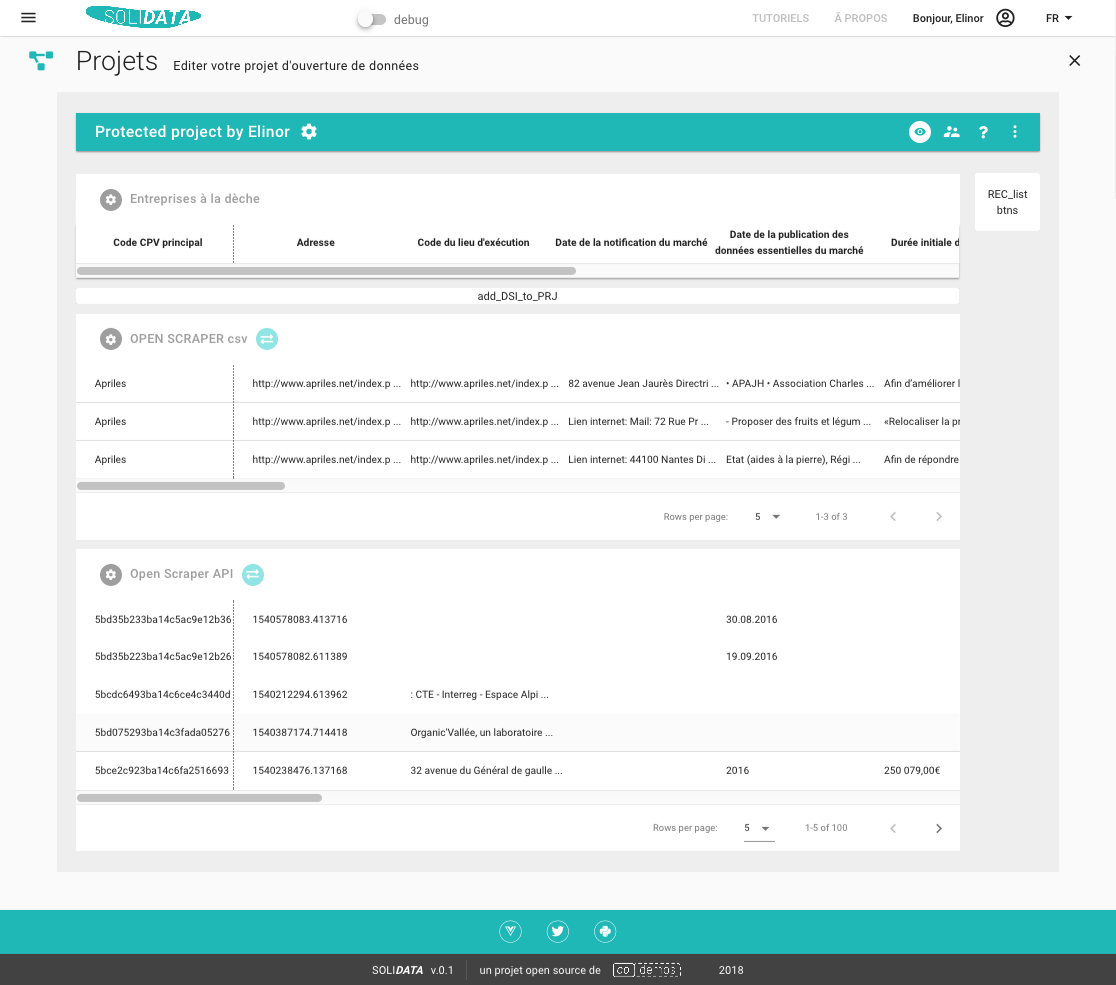 SOLIDATA
debug
TUTORIELS
À PROPOS
Bonjour, Elinor
FR
Projets
Editer votre projet d'ouverture de données
Protected project by Elinor
?
Entreprises à la dèche
REC_list
btns
Code CPV principal
Adresse
Code du lieu d'exécution
Date de la notification du marché
Date de la publication des
données essentielles du marché
Durée initiale d
add_DSI_to_PRJ
OPEN SCRAPER csv
Apriles http://www.apriles.net/index.p ... http://www.apriles.net/index.p ... 82 avenue Jean Jaurès Directri ... • APAJH • Association Charles ... Afin d'améliorer l
Apriles http://www.apriles.net/index.p ... http://www.apriles.net/index.p ... Lien internet: Mail: 72 Rue Pr ... - Proposer des fruits et légum ... «Relocaliser la pr
Apriles http://www.apriles.net/index.p ... http://www.apriles.net/index.p ... Lien internet: 44100 Nantes Di ... Etat (aides à la pierre), Régi ... Afin de répondre
Rows per page: 5 1-3 of 3
Open Scraper API
5bd35b233ba14c5ac9e12b36 1540578083.413716 30.08.2016
5bd35b223ba14c5ac9e12b26 1540578082.611389 19.09.2016
5bcdc6493ba14c6ce4c3440d 1540212294.613962 : CTE - Interreg - Espace Alpi ...
5bd075293ba14c3fada05276 1540387174.714418 Organic'Vallée, un laboratoire ...
5bce2c923ba14c6fa2516693 1540238476.137168 32 avenue du Général de gaulle ... 2016 250 079,00€
Rows per page: 5 1-5 of 100
SOLIDATA v.0.1 un projet open source de co demos 2018